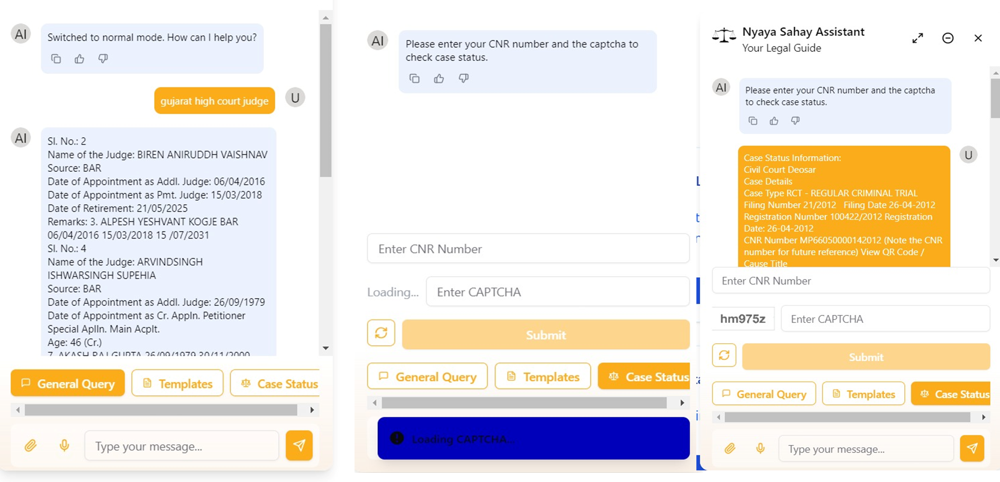 AI
Switched to normal mode. How can I help you?
gujarat high court judge
U
AI
Sl. No.: 2
Name of the Judge: BIREN ANIRUDDH VAISHNAV
Source: BAR
Date of Appointment as Addl. Judge: 06/04/2016
Date of Appointment as Pmt. Judge: 15/03/2018
Date of Retirement: 21/05/2025
Remarks: 3. ALPESH YESHVANT KOGJE BAR
06/04/2016 15/03/2018 15 /07/2031
Sl. No.: 4
Name of the Judge: ARVINDSINGH
ISHWARSINGH SUPEHIA
Source: BAR
Date of Appointment as Addl. Judge: 26/09/1979
Date of Appointment as Cr. Appln. Petitioner
Special Aplln. Main Acplt.
Age: 46 (Cr.)
7. AKASH RAJ GUPTA 26/09/1979 30/11/2000
General Query
Templates
Case Status
Type your message...
AI
Please enter your CNR number and the captcha to
check case status.
Enter CNR Number
Loading...
Enter CAPTCHA
Submit
General Query
Templates
Case Status
Loading CAPTCHA...
Nyaya Sahay Assistant
Your Legal Guide
AI
Please enter your CNR number and the captcha
to check case status.
U
Case Status Information:
Civil Court Deosar
Case Details
Case Type RCT - REGULAR CRIMINAL TRIAL
Filing Number 21/2012 Filing Date 26-04-2012
Registration Number 100422/2012 Registration
Date: 26-04-2012
CNR Number MP66050000142012 (Note the CNR
number for future reference) View QR Code /
Cause Title
Enter CNR Number
hm975z
Enter CAPTCHA
Submit
General Query
Templates
Case Status
Type your message...